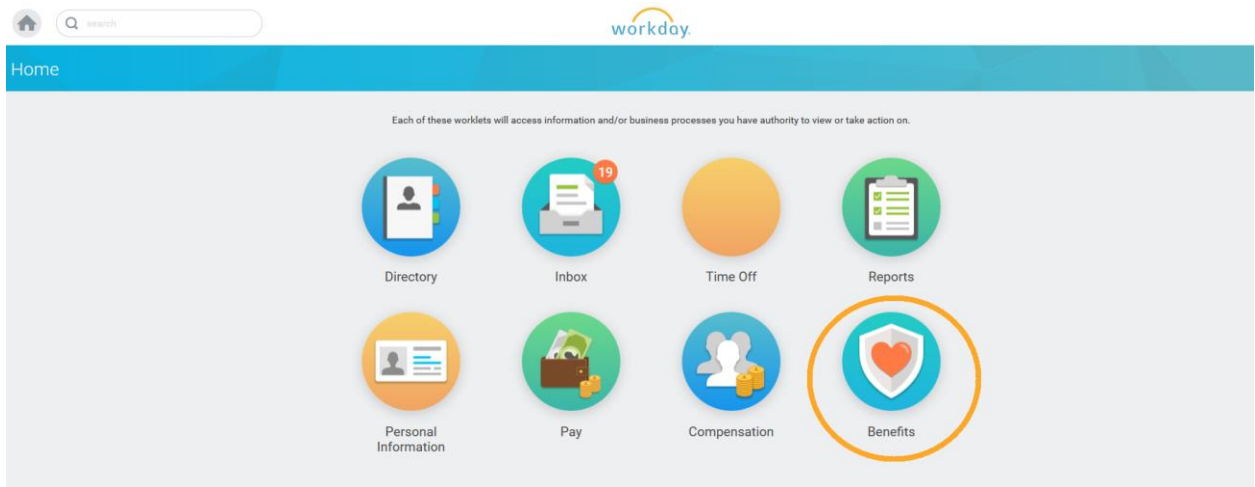 search
workday.
Home
Each of these worklets will access information and/or business processes you have authority to view or take action on.
19
Directory
Inbox
Time Off
Reports
Personal
Information
Pay
Compensation
Benefits